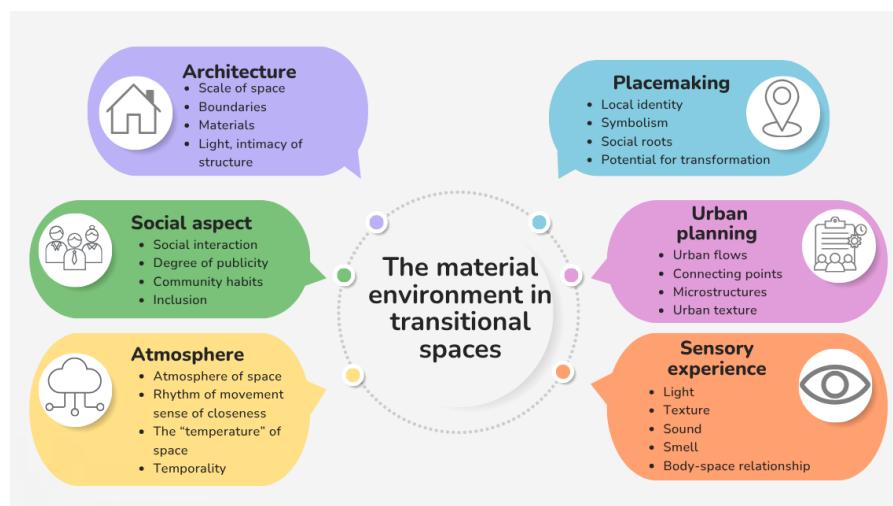 Architecture
• Scale of space
• Boundaries
• Materials
• Light, intimacy of
structure
Social aspect
• Social interaction
• Degree of publicity
• Community habits
• Inclusion
Atmosphere
• Atmosphere of space
• Rhythm of movement
sense of closeness
• The “temperature” of
space
• Temporality
The material
environment in
transitional
spaces
Placemaking
• Local identity
• Symbolism
• Social roots
• Potential for transformation
Urban
planning
• Urban flows
• Connecting points
• Microstructures
• Urban texture
Sensory
experience
• Light
• Texture
• Sound
• Smell
• Body-space relationship